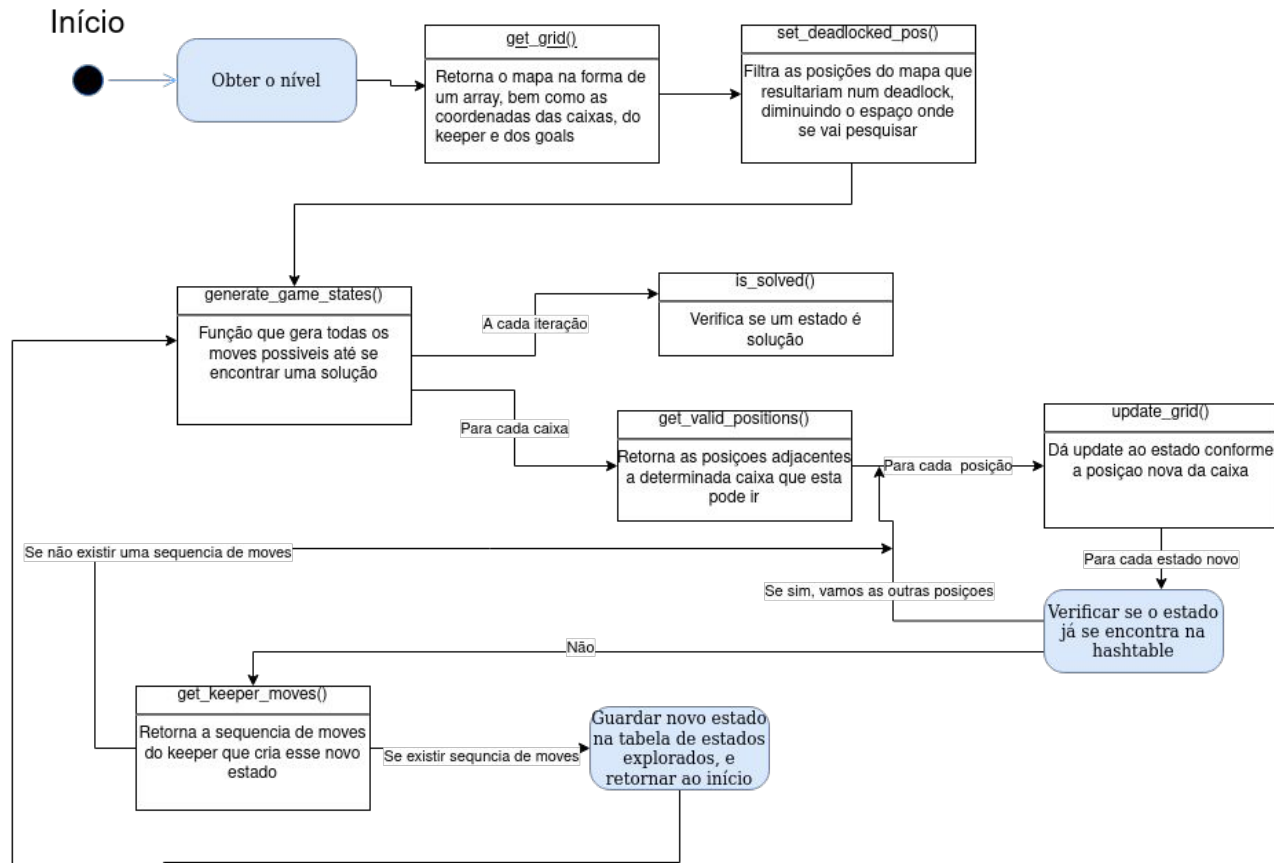 Início
Obter o nível
get_grid()
Retorna o mapa na forma de
um array, bem como as
coordenadas das caixas, do
keeper e dos goals
set_deadlocked_pos()
Filtra as posições do mapa que
resultariam num deadlock,
diminuindo o espaço onde
se vai pesquisar
generate_game_states()
Função que gera todas os
moves possiveis até se
encontrar uma solução
A cada iteração
is_solved()
Verifica se um estado é
solução
Para cada caixa
get_valid_positions()
Retorna as posiçoes adjacentes
a determinada caixa que esta
pode ir
Para cada posição
update_grid()
Dá update ao estado conforme
a posiçao nova da caixa
Se não existir uma sequencia de moves
Para cada estado novo
Se sim, vamos as outras posiçoes
Verificar se o estado
já se encontra na
hashtable
Não
get_keeper_moves()
Retorna a sequencia de moves
do keeper que cria esse novo
estado
Se existir sequncia de moves
Guardar novo estado
na tabela de estados
explorados, e
retornar ao início